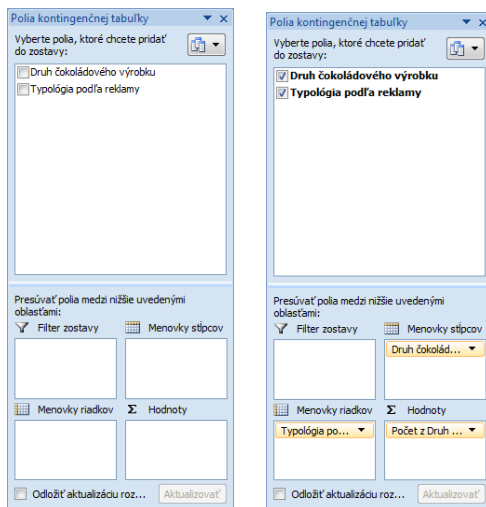 Polia kontingenčnej tabuľky
Vyberte polia, ktoré chcete pridať
do zostavy:
Druh čokoládového výrobku
Typológia podľa reklamy
Presúvať polia medzi nižšie uvedenými
oblasťami:
Filter zostavy
Menovky stĺpcov
Menovky riadkov
Σ Hodnoty
Odložiť aktualizáciu roz...
Aktualizovať
Polia kontingenčnej tabuľky
Vyberte polia, ktoré chcete pridať
do zostavy:
Druh čokoládového výrobku
Typológia podľa reklamy
Presúvať polia medzi nižšie uvedenými
oblasťami:
Filter zostavy
Menovky stĺpcov
Druh čokolád...
Menovky riadkov
Σ Hodnoty
Typológia po...
Počet z Druh ...
Odložiť aktualizáciu roz...
Aktualizovať